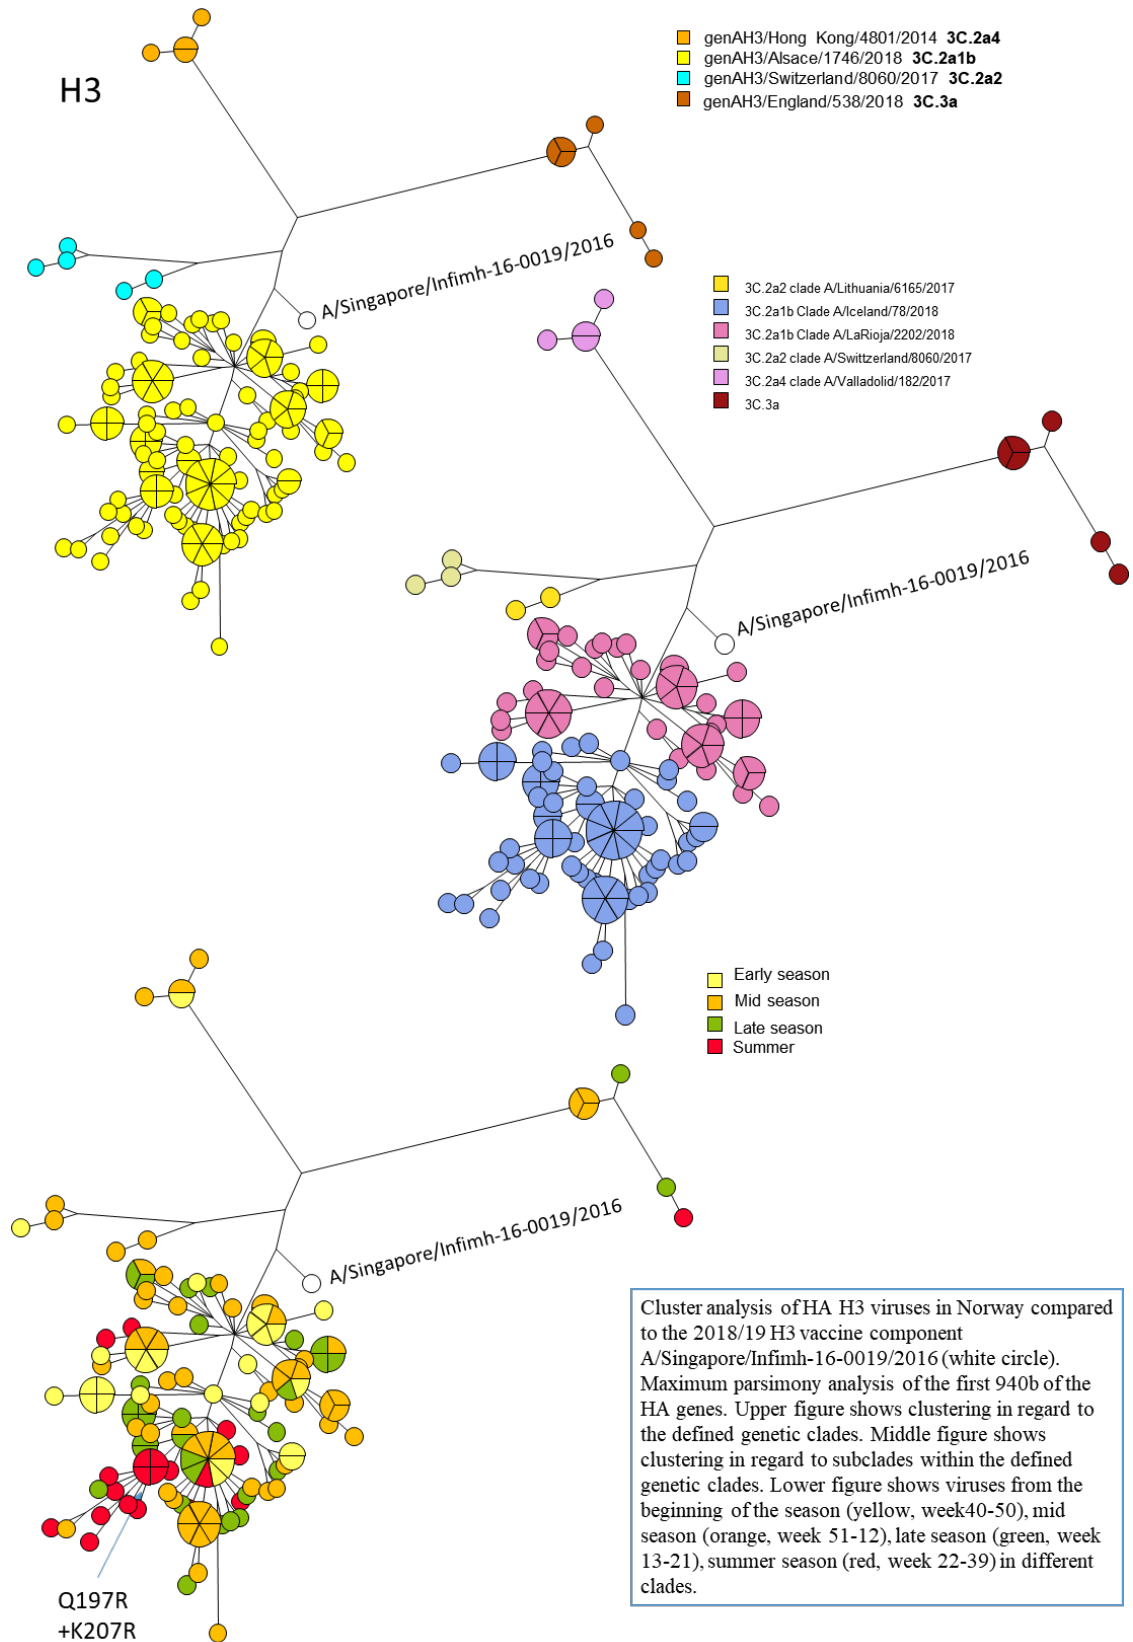 H3
genAH3/Hong Kong/4801/2014 3C.2a4
genAH3/Alsace/1746/2018 3C.2a1b
genAH3/Switzerland/8060/2017 3C.2a2
genAH3/England/538/2018 3C.3a
A/Singapore/Infimh-16-0019/2016
3C.2a2 clade A/Lithuania/6165/2017
3C.2a1b Clade A/Iceland/78/2018
3C.2a1b Clade A/LaRioja/2202/2018
3C.2a2 clade A/Swittzerland/8060/2017
3C.2a4 clade A/Valladolid/182/2017
3C.3a
A/Singapore/Infimh-16-0019/2016
Early season
Mid season
Late season
Summer
A/Singapore/Infimh-16-0019/2016
Q197R
+K207R
Cluster analysis of HA H3 viruses in Norway compared
to the 2018/19 H3 vaccine component
A/Singapore/Infimh-16-0019/2016 (white circle).
Maximum parsimony analysis of the first 940b of the
HA genes. Upper figure shows clustering in regard to
the defined genetic clades. Middle figure shows
clustering in regard to subclades within the defined
genetic clades. Lower figure shows viruses from the
beginning of the season (yellow, week40-50), mid
season (orange, week 51-12), late season (green, week
13-21), summer season (red, week 22-39) in different
clades.